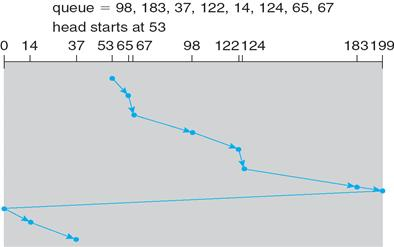 queue = 98, 183, 37, 122, 14, 124, 65, 67
head starts at 53
0 14 37 53 65 67 98 122 124 183 199